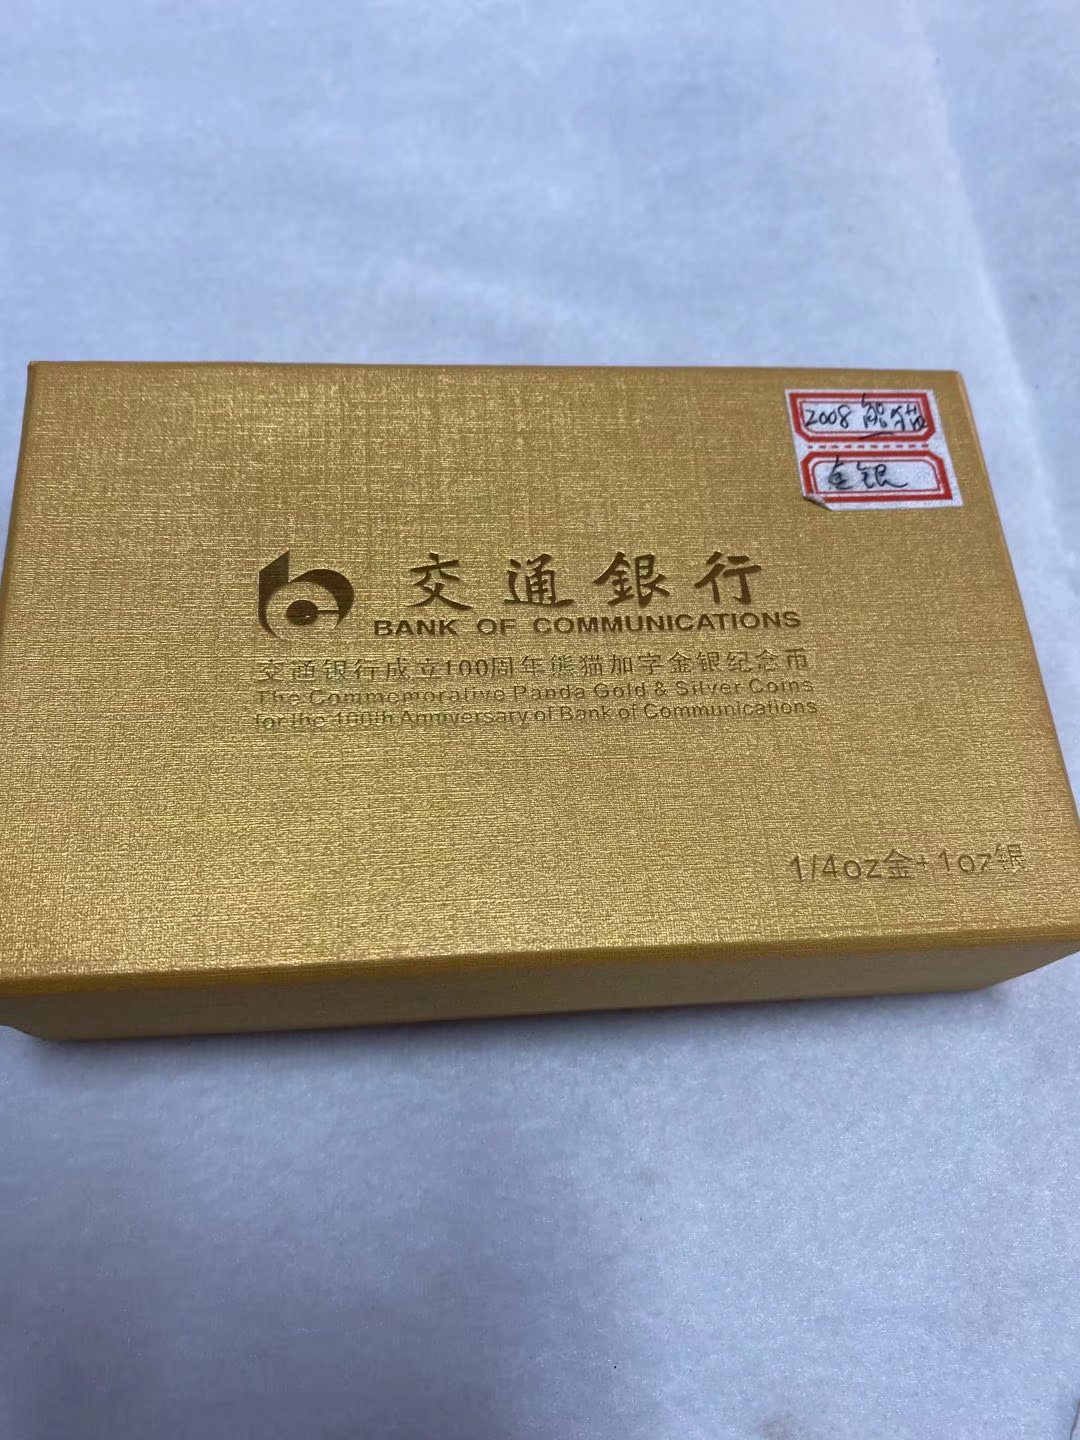 2008 熊猫
金银
交通銀行
BANK OF COMMUNICATIONS
交通银行成立100周年熊猫加字金银纪念币
The Commemorative Panda Gold & Silver Coins
for the 100th Anniversary of Bank of Communications
1/4oz金+1oz银